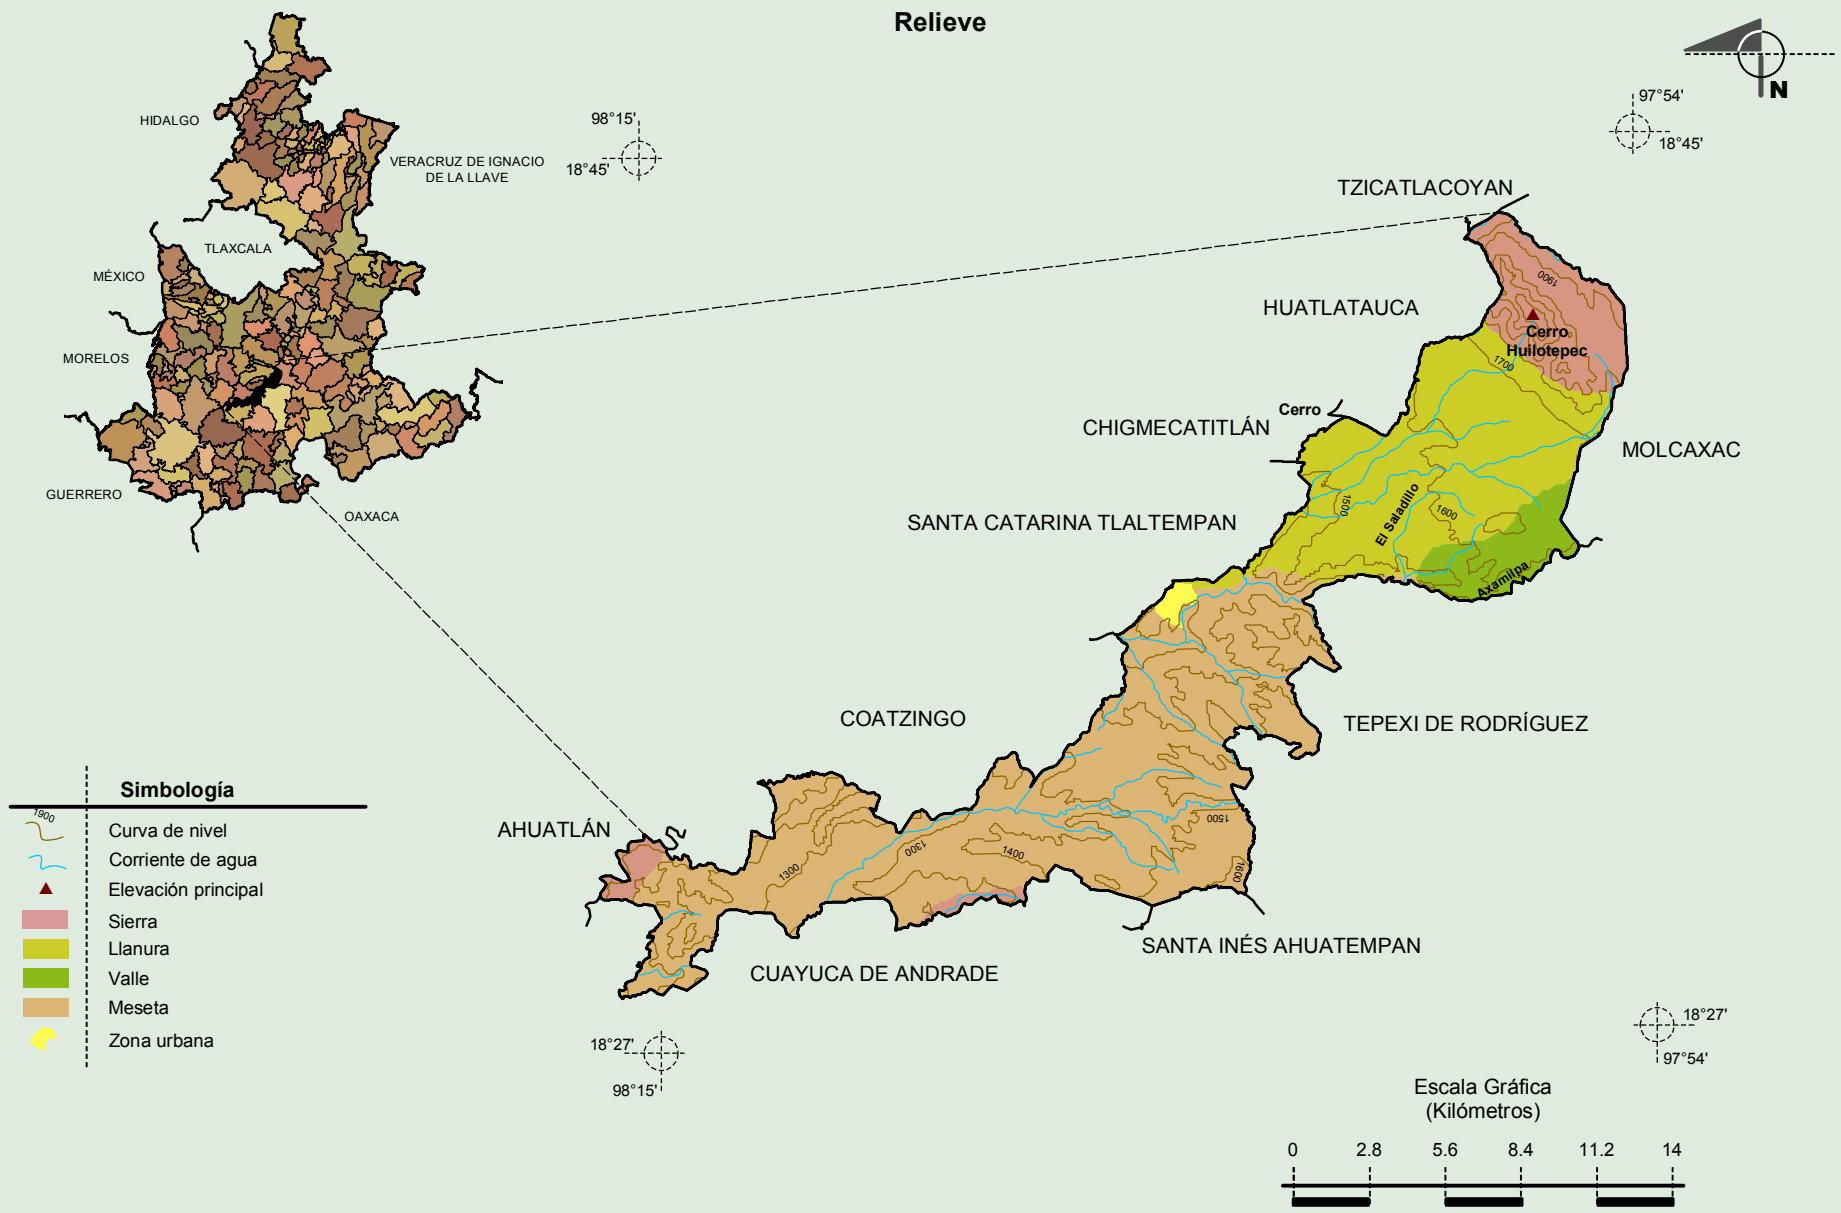 Relieve
N
98°15'
18°45'
97°54'
18°45'
HIDALGO
VERACRUZ DE IGNACIO
DE LA LLAVE
TLAXCALA
MÉXICO
MORELOS
GUERRERO
OAXACA
TZICATLACOYAN
HUATLATAUCA
1900
Cerro
Huilotepec
1700
Cerro
CHIGMECATITLÁN
MOLCAXAC
SANTA CATARINA TLALTEMPAN
1500
El Saladillo
1600
Axamilpa
COATZINGO
TEPEXI DE RODRÍGUEZ
AHUATLÁN
1300
1300
1400
1500
1600
SANTA INÉS AHUATEMPAN
CUAYUCA DE ANDRADE
Simbología
1900
Curva de nivel
Corriente de agua
Elevación principal
Sierra
Llanura
Valle
Meseta
Zona urbana
18°27'
98°15'
18°27'
97°54'
Escala Gráfica
(Kilómetros)
0 2.8 5.6 8.4 11.2 14